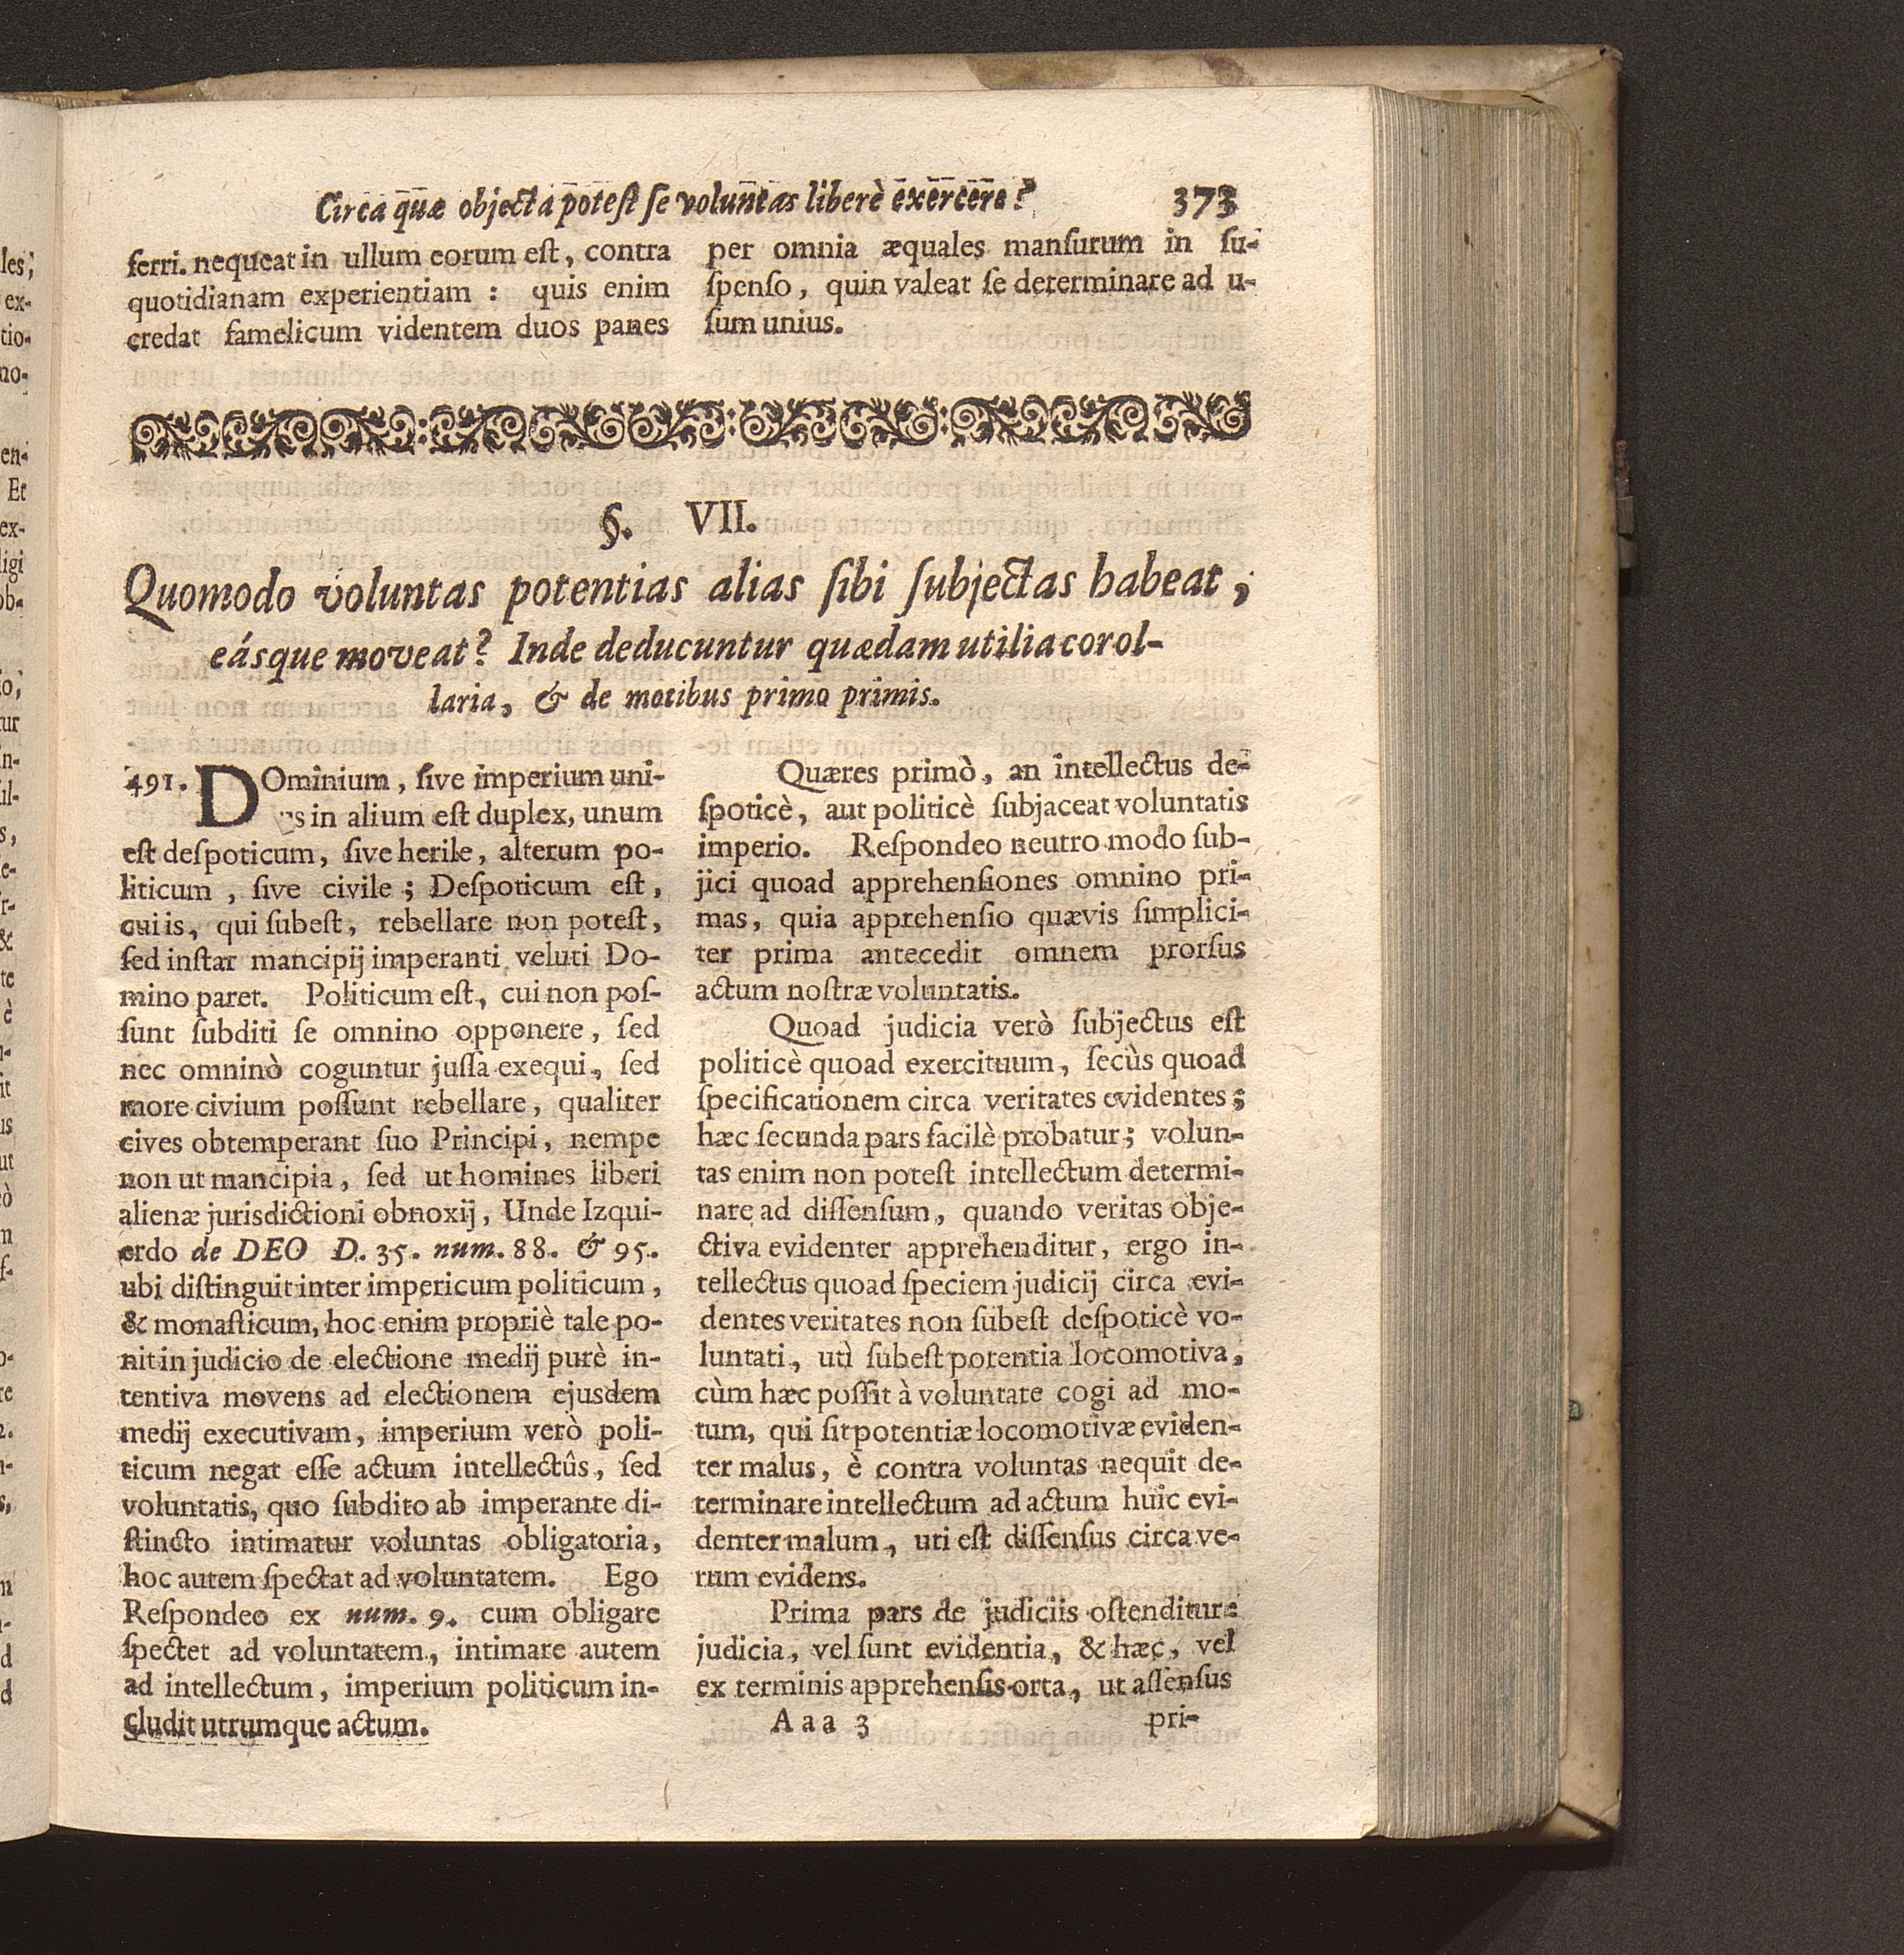 Circa quæ objecta potest se voluntas liberè exercere? 373
ferri. nequeat in ullum eorum est, contra
quotidianam experientiam : quis enim
credat famelicum videntem duos panes
per omnia æquales mansurum in su-
spenso, quin valeat se determinare ad u-
sum unius.
§. VII.
Quomodo voluntas potentias alias sibi subjectas habeat,
eásque moveat? Inde deducuntur quædam utilia corol-
laria, & de motibus primo primis.
491. DOminium, sive imperium uni-
us in alium est duplex, unum
est despoticum, sive herile, alterum po-
liticum, sive civile; Despoticum est,
cui is, qui subest, rebellare non potest,
sed instar mancipij imperanti veluti Do-
mino paret. Politicum est, cui non pos-
sunt subditi se omnino opponere, sed
nec omninò coguntur jussa exequi, sed
more civium possunt rebellare, qualiter
cives obtemperant suo Principi, nempe
non ut mancipia, sed ut homines liberi
alienæ jurisdictioni obnoxij, Unde Izqui-
erdo de DEO D. 35. num. 88. & 95.
ubi distinguit inter impericum politicum,
& monasticum, hoc enim propriè tale po-
nit in judicio de electione medij purè in-
tentiva movens ad electionem ejusdem
medij executivam, imperium verò poli-
ticum negat esse actum intellectûs, sed
voluntatis, quo subdito ab imperante di-
stincto intimatur voluntas obligatoria,
hoc autem spectat ad voluntatem. Ego
Respondeo ex num. 9. cum obligare
spectet ad voluntatem, intimare autem
ad intellectum, imperium politicum in-
cludit utrumque actum.
Quæres primò, an intellectus de-
spoticè, aut politicè subjaceat voluntatis
imperio. Respondeo neutro modo sub-
jici quoad apprehensiones omnino pri-
mas, quia apprehensio quævis simplici-
ter prima antecedit omnem prorsus
actum nostræ voluntatis.
Quoad judicia verò subjectus est
politicè quoad exercituum, secùs quoad
specificationem circa veritates evidentes;
hæc secunda pars facilè probatur; volun-
tas enim non potest intellectum determi-
nare ad dissensum, quando veritas obje-
ctiva evidenter apprehenditur, ergo in-
tellectus quoad speciem judicij circa evi-
dentes veritates non subest despoticè vo-
luntati, utì subest potentia locomotiva,
cùm hæc possit à voluntate cogi ad mo-
tum, qui sit potentiæ locomotivæ eviden-
ter malus, è contra voluntas nequit de-
terminare intellectum ad actum huic evi-
denter malum, uti est dissensus circa ve-
rum evidens.
Prima pars de judiciis ostenditur:
judicia, vel sunt evidentia, & hæc, vel
ex terminis apprehensis orta, ut assensus
Aaa 3 pri-